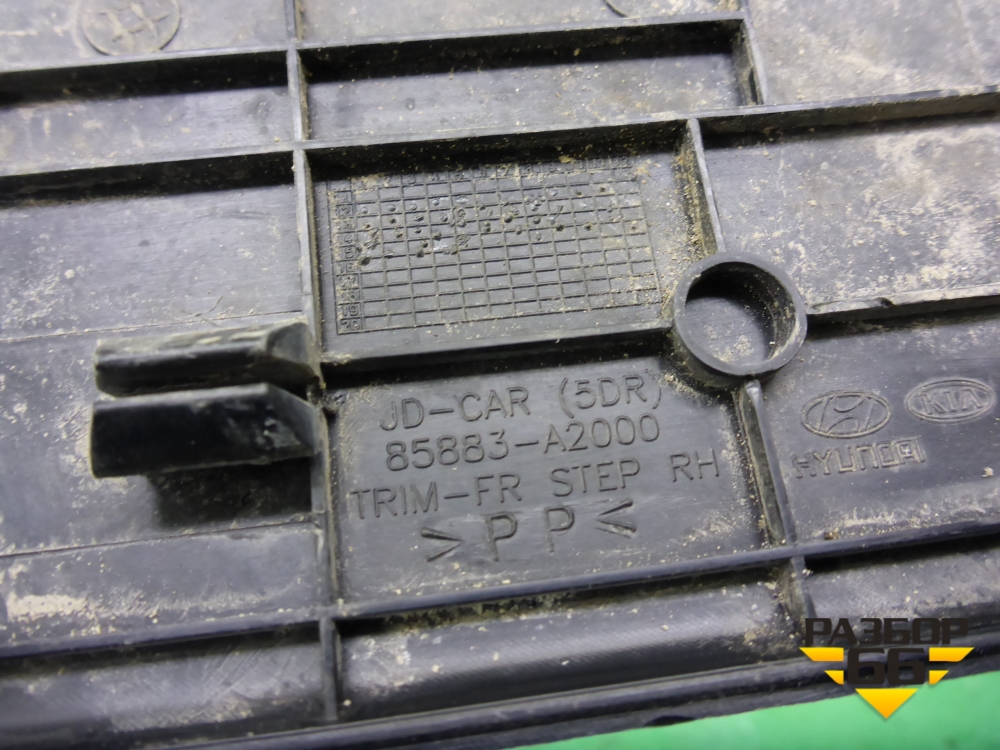 JD-CAR (5DR)
85883-A2000
TRIM-FR STEP RH
>PP<
KIA
HYUNDAI
РАЗБОР
66